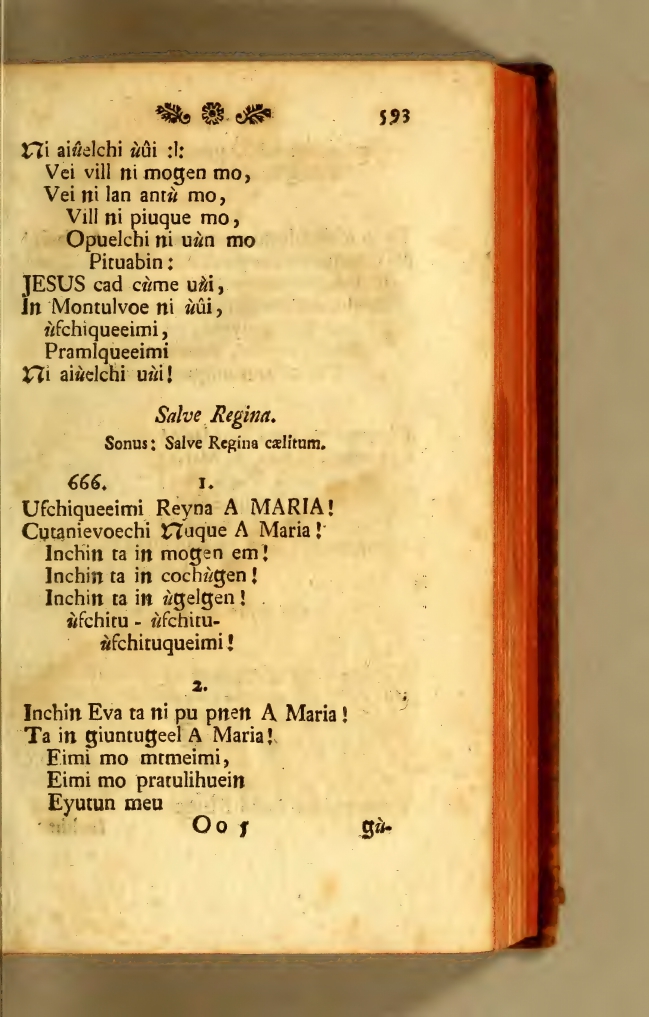 593
Ni aiûelchi ùûi :|:
Vei vill ni mogen mo,
Vei ni lan antù mo,
Vill ni piuque mo,
Opuelchi ni uùn mo
Pituabin:
JESUS cad cùme uùi,
In Montulvoe ni ùûi,
ùfchiqueeimi,
Pramlqueeimi
Ni aiùelchi uùi!
Salve Regina.
Sonus: Salve Regina cælitum.
666. 1.
Ufchiqueeimi Reyna A MARIA!
Cutanievoechi Nuque A Maria!
Inchin ta in mogen em!
Inchin ta in cochùgen!
Inchin ta in ùgelgen!
ùfchitu - ùfchitu-
ùfchituqueimi!
2.
Inchin Eva ta ni pu pnen A Maria!
Ta in giuntugeel A Maria!
Eimi mo mtmeimi,
Eimi mo pratulihuein
Eyutun meu
Oo 5 gù-